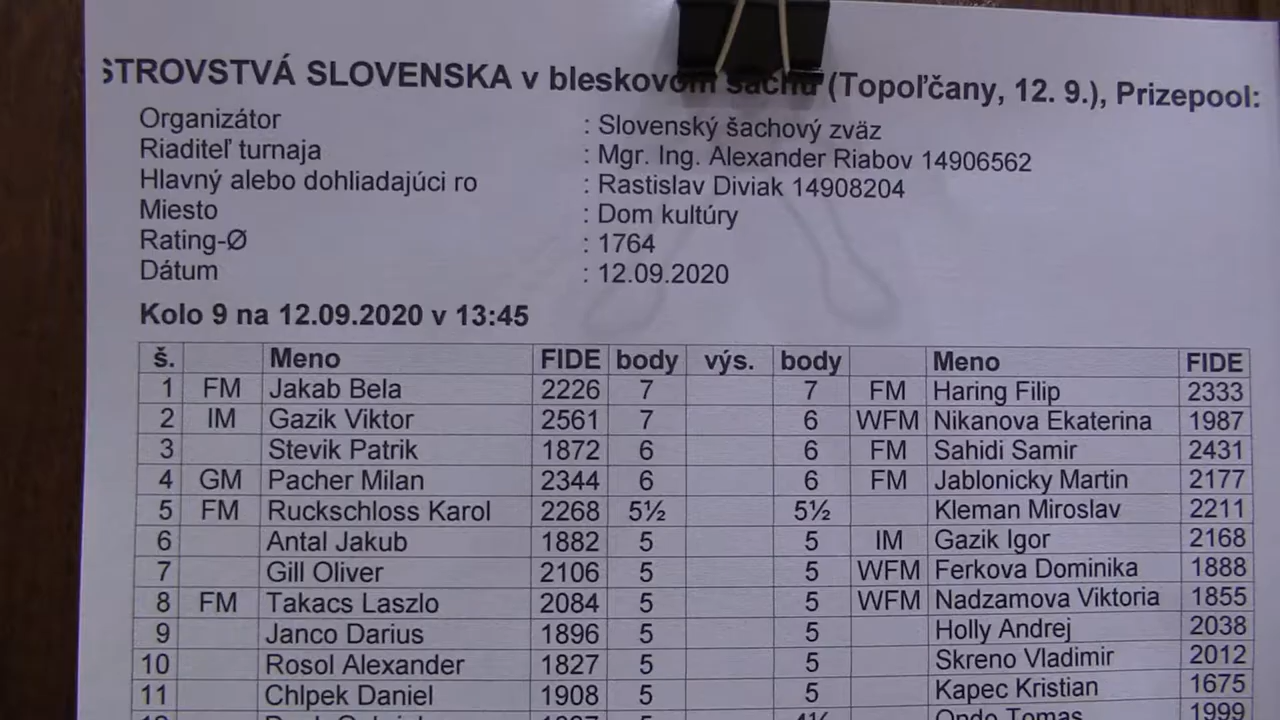 STROVSTVÁ SLOVENSKA v bleskovom šachu (Topoľčany, 12. 9.), Prizepool:
Organizátor : Slovenský šachový zväz
Riaditeľ turnaja : Mgr. Ing. Alexander Riabov 14906562
Hlavný alebo dohliadajúci ro : Rastislav Diviak 14908204
Miesto : Dom kultúry
Rating-Ø : 1764
Dátum : 12.09.2020
Kolo 9 na 12.09.2020 v 13:45
š. Meno FIDE body výs. body Meno FIDE
1 FM Jakab Bela 2226 7 7 FM Haring Filip 2333
2 IM Gazik Viktor 2561 7 6 WFM Nikanova Ekaterina 1987
3 Stevik Patrik 1872 6 6 FM Sahidi Samir 2431
4 GM Pacher Milan 2344 6 6 FM Jablonicky Martin 2177
5 FM Ruckschloss Karol 2268 5½ 5½ Kleman Miroslav 2211
6 Antal Jakub 1882 5 5 IM Gazik Igor 2168
7 Gill Oliver 2106 5 5 WFM Ferkova Dominika 1888
8 FM Takacs Laszlo 2084 5 5 WFM Nadzamova Viktoria 1855
9 Janco Darius 1896 5 5 Holly Andrej 2038
10 Rosol Alexander 1827 5 5 Skreno Vladimir 2012
11 Chlpek Daniel 1908 5 5 Kapec Kristian 1675
5 4½ Ondo Tomas 1999